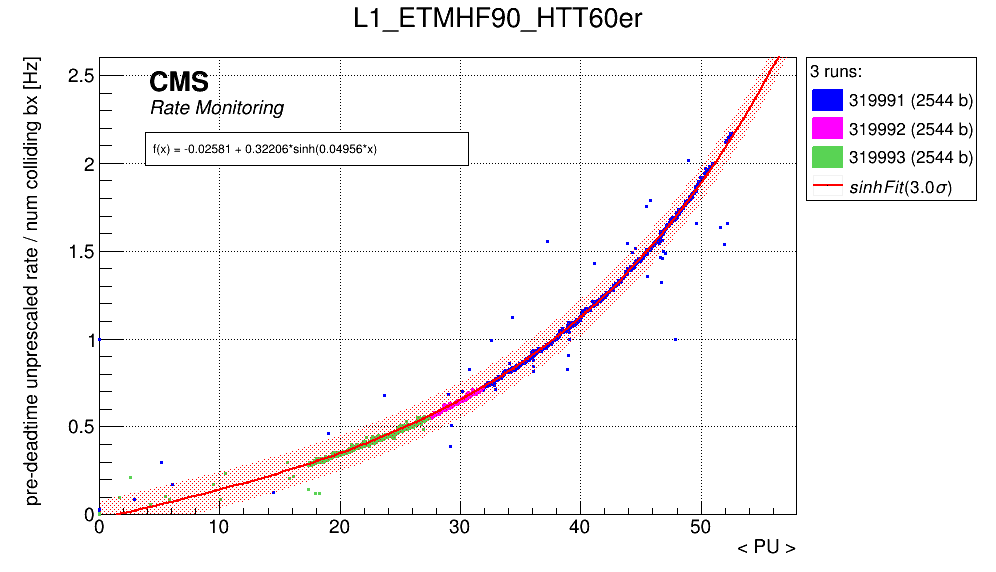 L1_ETMHF90_HTT60er
pre-deadtime unprescaled rate / num colliding bx [Hz]
2.5
2
1.5
1
0.5
0
CMS
Rate Monitoring
f(x) = -0.02581 + 0.32206*sinh(0.04956*x)
0 10 20 30 40 50
< PU >
3 runs:
319991 (2544 b)
319992 (2544 b)
319993 (2544 b)
sinhFit(3.0σ)